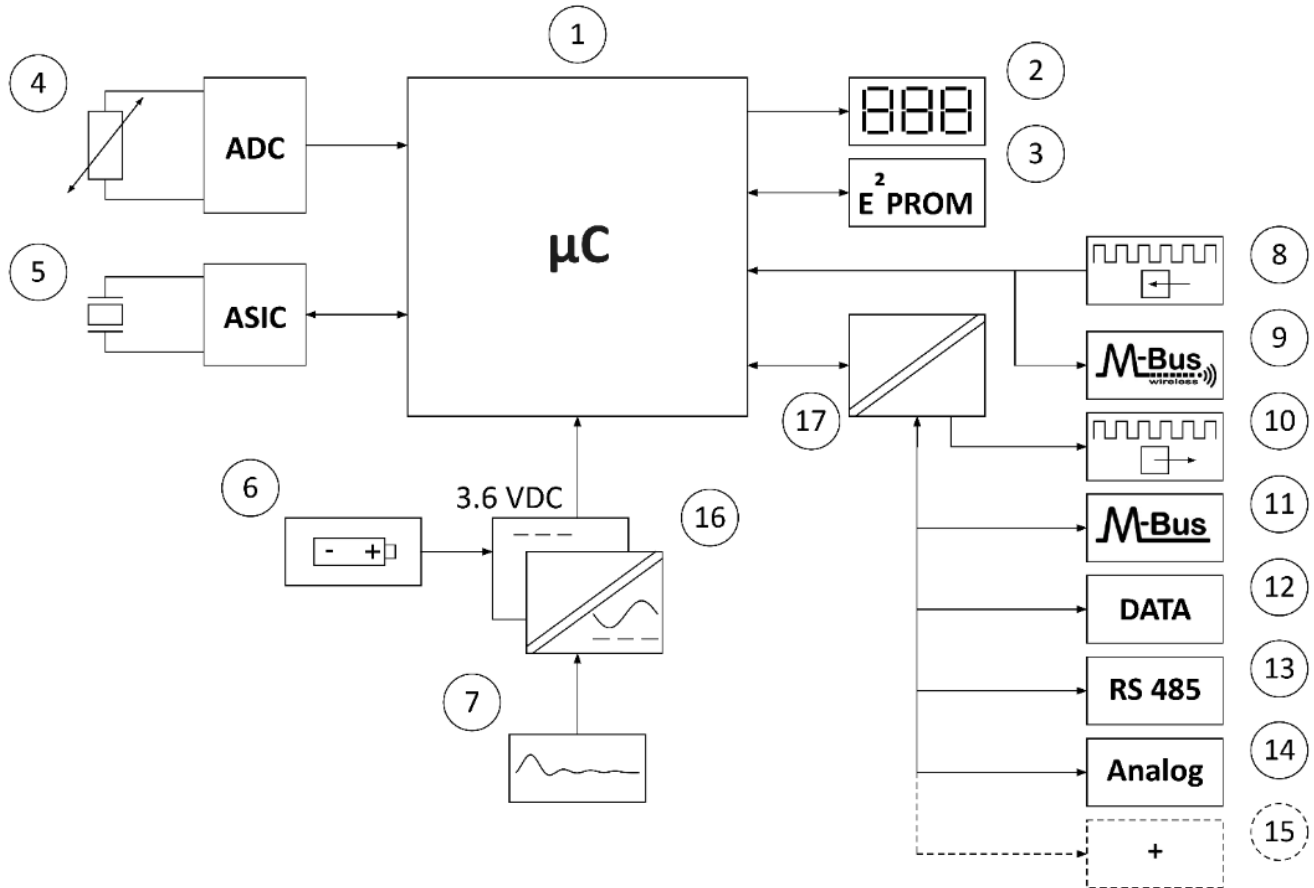 1
4
2
888
ADC
3
E²PROM
µC
5
8
ASIC
9
M-Bus
wireless
17
10
6
3.6 VDC
16
11
M-Bus
- +
12
DATA
7
13
RS 485
14
Analog
15
+